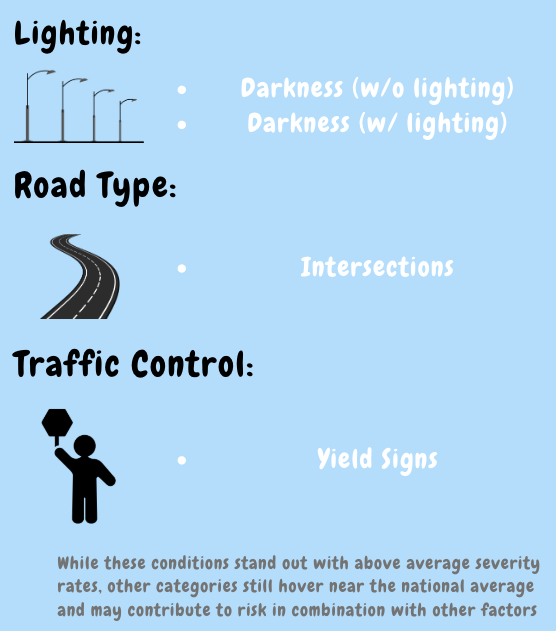 Lighting:
Darkness (w/o lighting)
Darkness (w/ lighting)
Road Type:
Intersections
Traffic Control:
Yield Signs
While these conditions stand out with above average severity
rates, other categories still hover near the national average
and may contribute to risk in combination with other factors